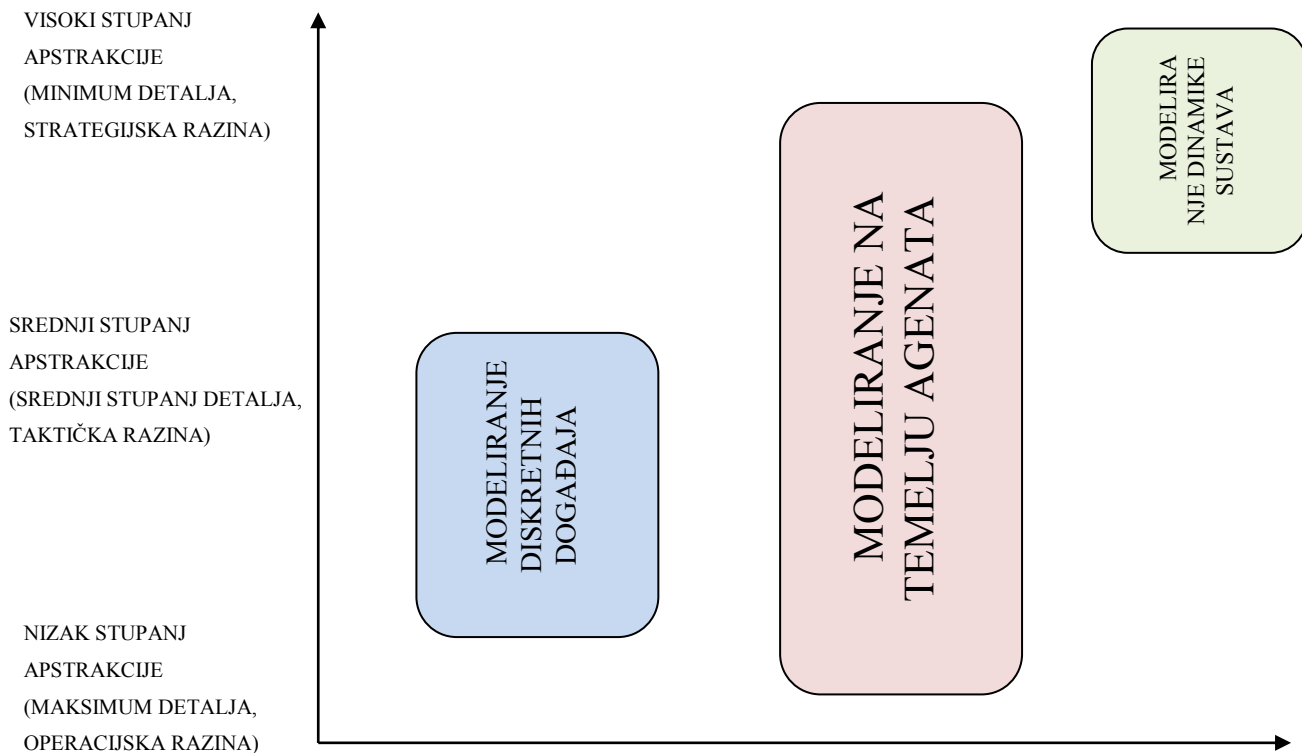 VISOKI STUPANJ
APSTRAKCIJE
(MINIMUM DETALJA,
STRATEGIJSKA RAZINA)
SREDNJI STUPANJ
APSTRAKCIJE
(SREDNJI STUPANJ DETALJA,
TAKTIČKA RAZINA)
NIZAK STUPANJ
APSTRAKCIJE
(MAKSIMUM DETALJA,
OPERACIJSKA RAZINA)
MODELIRANJE
DISKRETNIH
DOGAĐAJA
MODELIRANJE NA
TEMELJU AGENATA
MODELIRA
NJE DINAMIKE
SUSTAVA